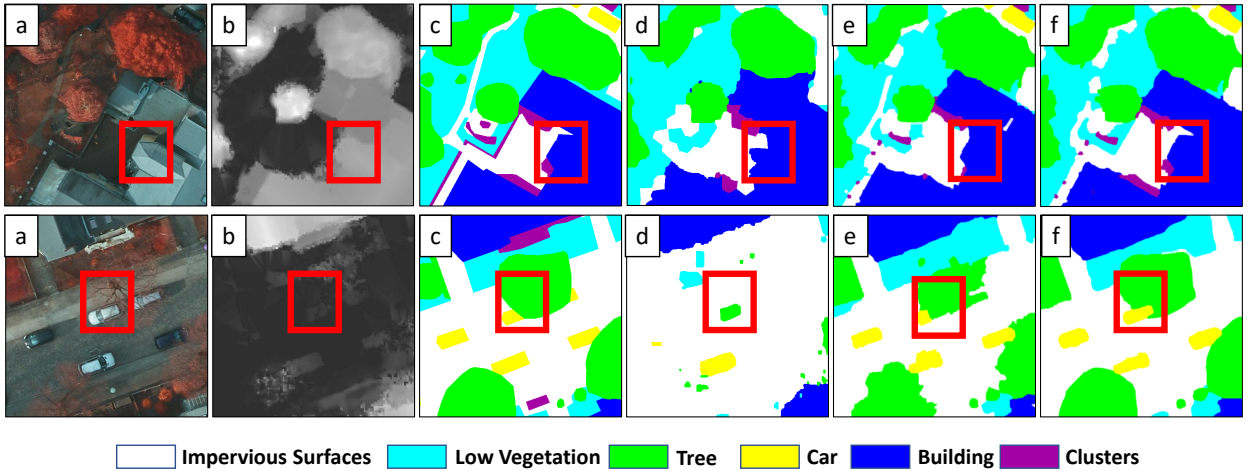 a b c d e f
a b c d e f
Impervious Surfaces Low Vegetation Tree Car Building Clusters